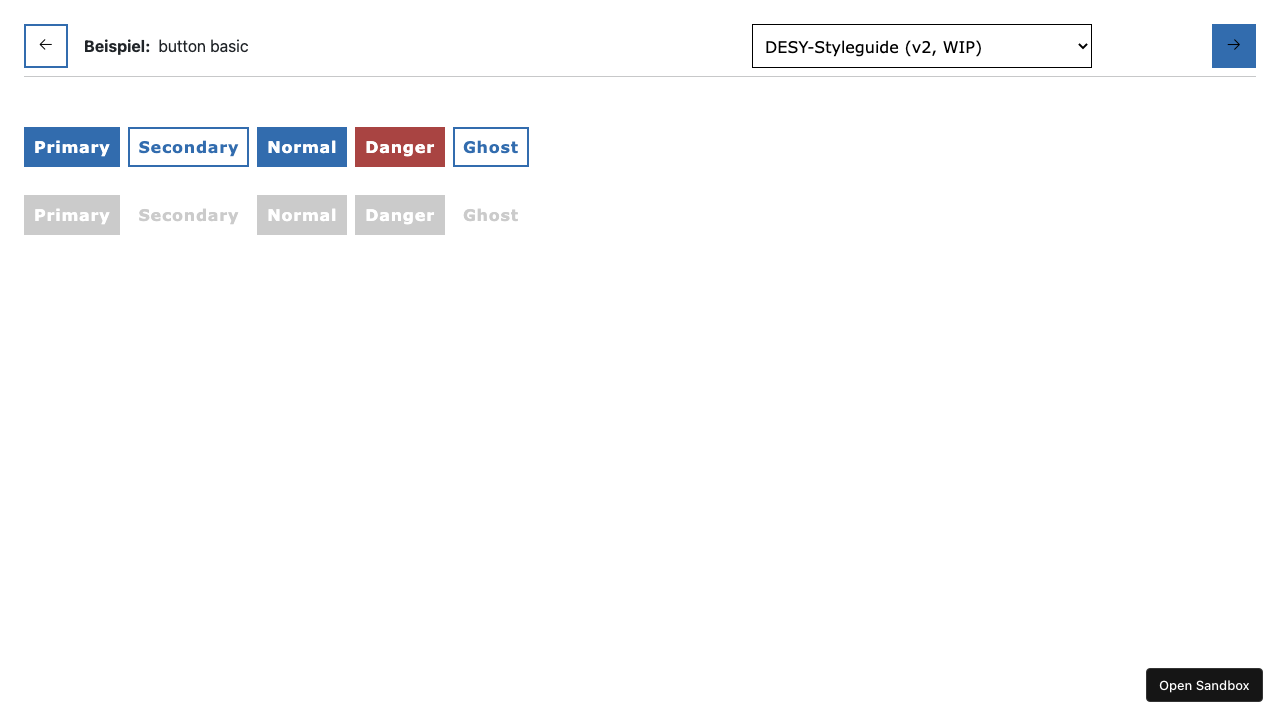 ← Beispiel: button basic DESY-Styleguide (v2, WIP) →
Primary Secondary Normal Danger Ghost
Primary Secondary Normal Danger Ghost
Open Sandbox